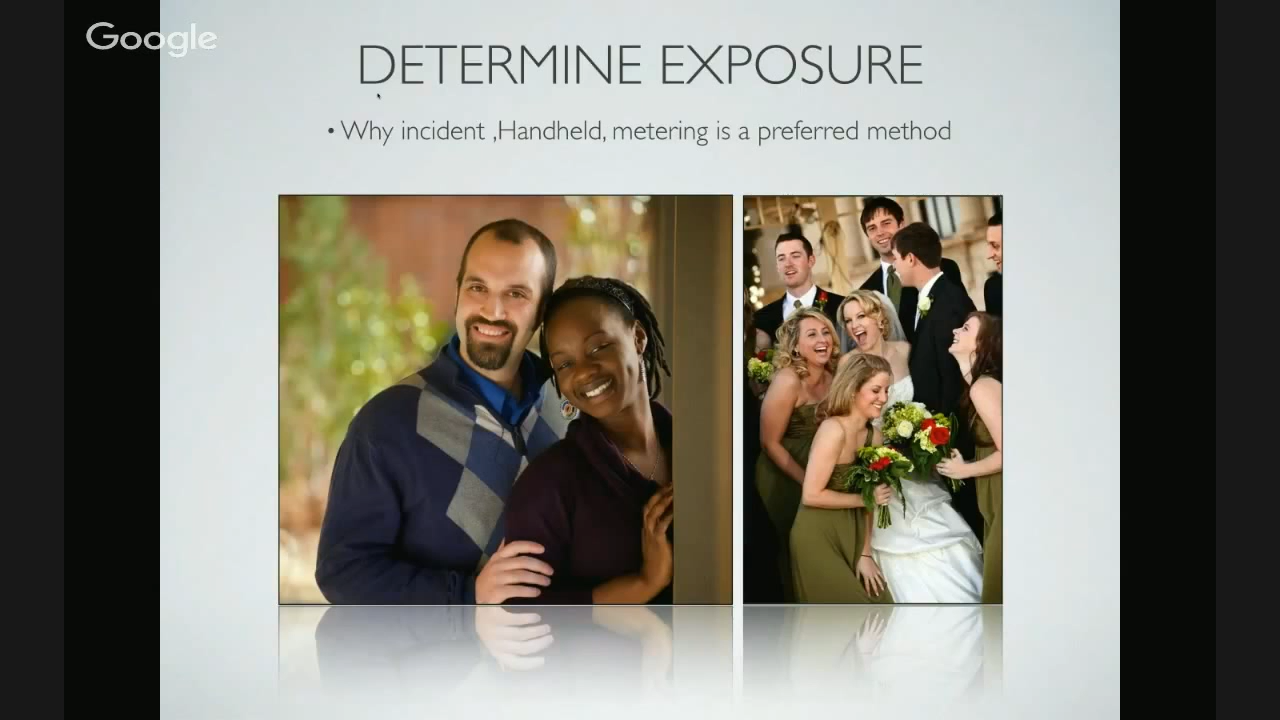 Google
DETERMINE EXPOSURE
• Why incident ,Handheld, metering is a preferred method